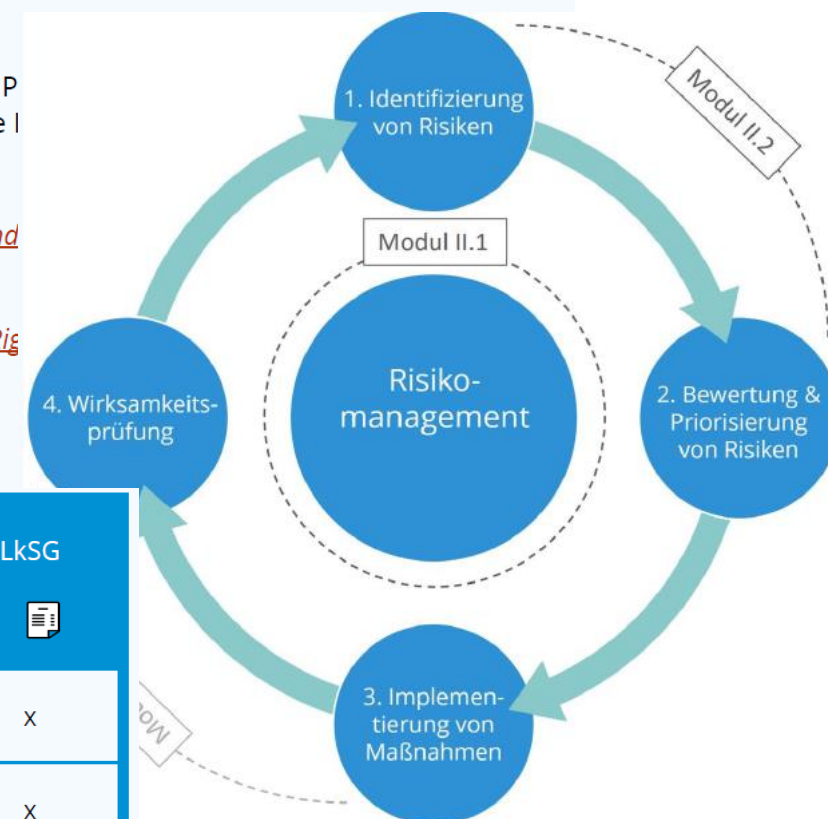 1. Identifizierung
von Risiken
Modul II.2
Modul II.1
Risiko-
management
2. Bewertung &
Priorisierung
von Risiken
3. Implemen-
tierung von
Maßnahmen
4. Wirksamkeits-
prüfung
LkSG
x
x